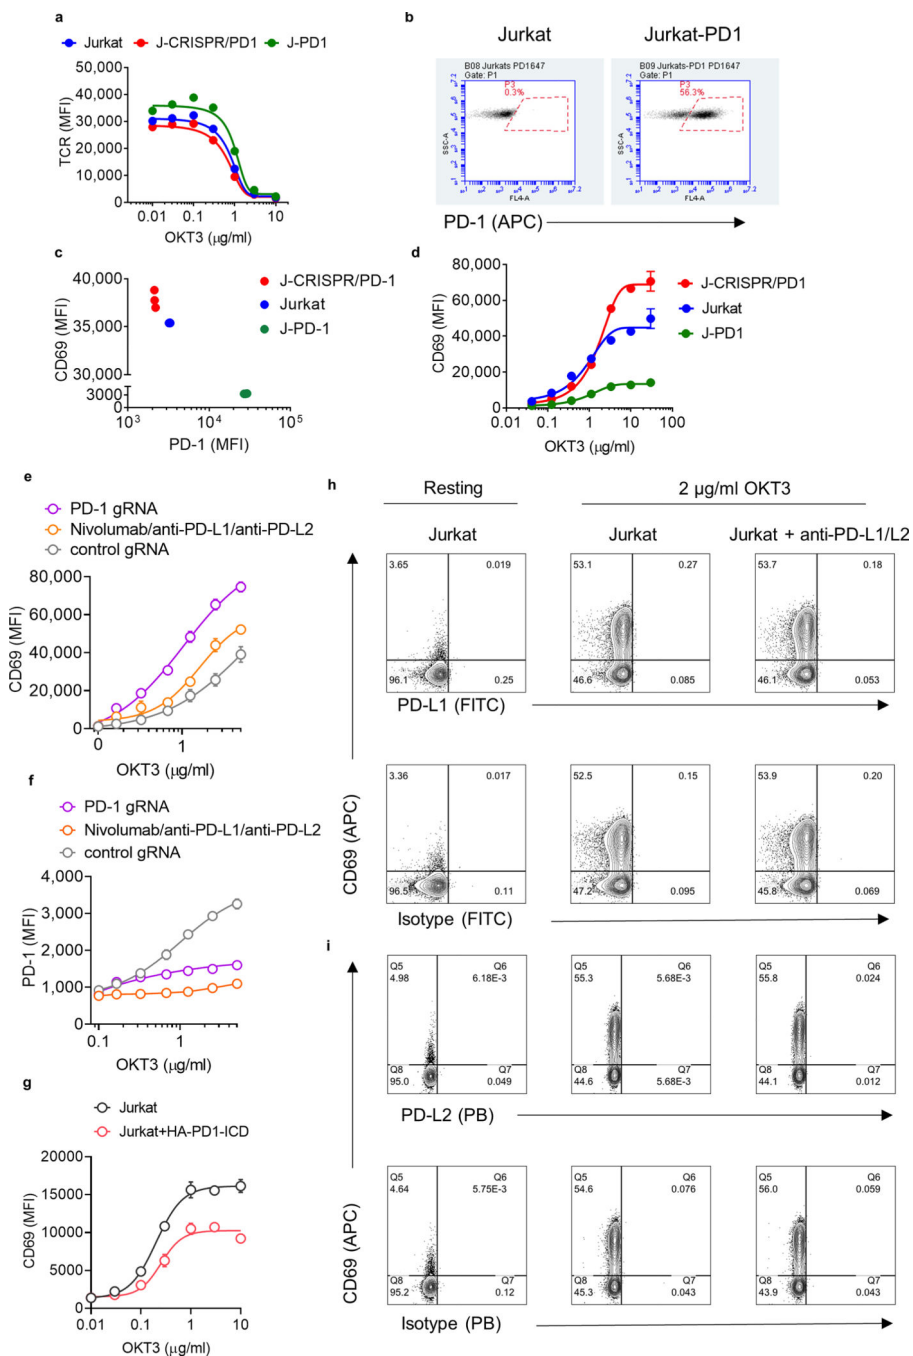 a
Jurkat J-CRISPR/PD1 J-PD1
50,000
40,000
30,000
20,000
10,000
0
TCR (MFI)
0.01 0.1 1 10
OKT3 (µg/ml)
b
Jurkat Jurkat-PD1
B08 Jurkats PD1647
Gate: P1
P3
0.3%
SSC-A
FL4-A
B09 Jurkats-PD1 PD1647
Gate: P1
P3
56.3%
SSC-A
FL4-A
PD-1 (APC)
c
40,000
35,000
30,000
3000
0
CD69 (MFI)
10³ 10⁴ 10⁵
PD-1 (MFI)
J-CRISPR/PD-1
Jurkat
J-PD-1
d
80,000
60,000
40,000
20,000
0
CD69 (MFI)
0.01 0.1 1 10 100
OKT3 (µg/ml)
J-CRISPR/PD1
Jurkat
J-PD1
e
PD-1 gRNA
Nivolumab/anti-PD-L1/anti-PD-L2
control gRNA
80,000
60,000
40,000
20,000
0
CD69 (MFI)
0 1
OKT3 (µg/ml)
f
PD-1 gRNA
Nivolumab/anti-PD-L1/anti-PD-L2
control gRNA
4,000
3,000
2,000
1,000
0
PD-1 (MFI)
0.1 1
OKT3 (µg/ml)
g
Jurkat
Jurkat+HA-PD1-ICD
20000
15000
10000
5000
0
CD69 (MFI)
0.01 0.1 1 10
OKT3 (µg/ml)
h
Resting 2 µg/ml OKT3
Jurkat Jurkat Jurkat + anti-PD-L1/L2
3.65 0.019 53.1 0.27 53.7 0.18
96.1 0.25 46.6 0.085 46.1 0.053
PD-L1 (FITC)
CD69 (APC)
3.36 0.017 52.5 0.15 53.9 0.20
96.5 0.11 47.2 0.095 45.8 0.069
Isotype (FITC)
i
Q5 Q6 Q5 Q6 Q5 Q6
4.98 6.18E-3 55.3 5.68E-3 55.8 0.024
Q8 Q7 Q8 Q7 Q8 Q7
95.0 0.049 44.6 5.68E-3 44.1 0.012
PD-L2 (PB)
CD69 (APC)
Q5 Q6 Q5 Q6 Q5 Q6
4.64 5.75E-3 54.6 0.076 56.0 0.059
Q8 Q7 Q8 Q7 Q8 Q7
95.2 0.12 45.3 0.043 43.9 0.043
Isotype (PB)